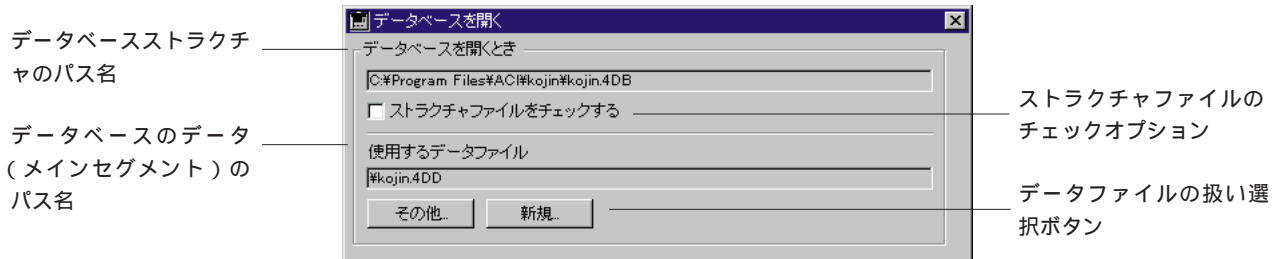 データベースストラクチ
ャのパス名
データベースのデータ
(メインセグメント)の
パス名
データベースを開く
データベースを開くとき
C:¥Program Files¥ACI¥kojin¥kojin.4DB
ストラクチャファイルをチェックする
使用するデータファイル
¥kojin.4DD
その他... 新規...
ストラクチャファイルの
チェックオプション
データファイルの扱い選
択ボタン